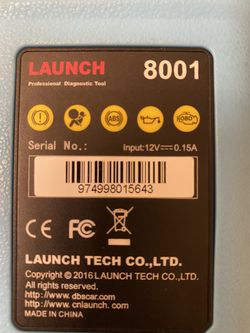 LAUNCH 8001
Professional Diagnostic Tool
ABS
Serial No.: Input:12V 0.15A
974998015643
CE FC
LAUNCH TECH CO.,LTD.
Copyright © 2016 LAUNCH TECH CO.,LTD.
All rights reserved.
http://www.dbscar.com
http://www.cnlaunch.com
MADE IN CHINA